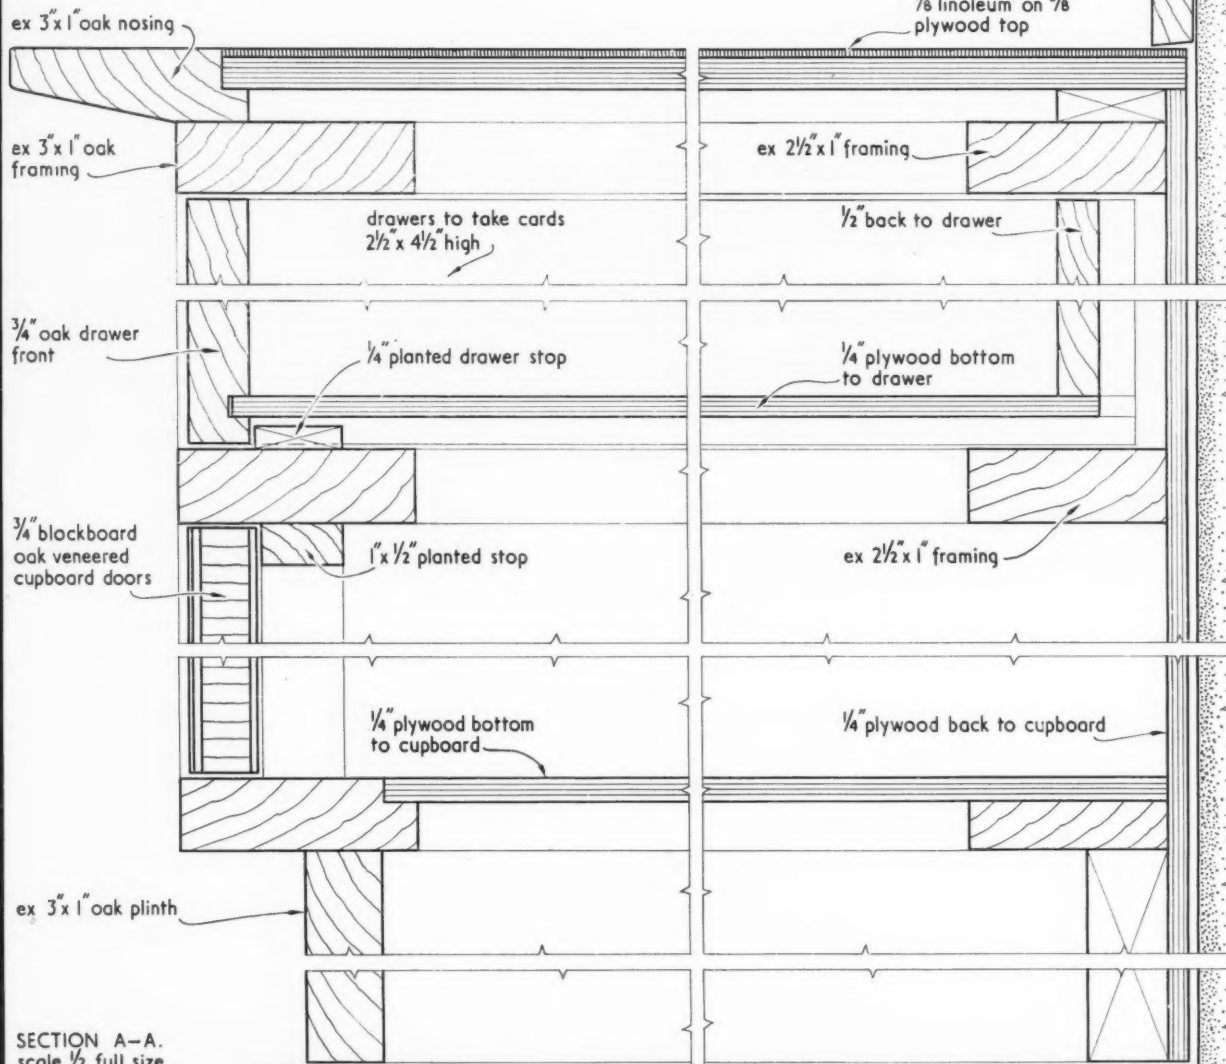 ex 3"x 1" oak nosing
⅞ linoleum on ⅞
plywood top
ex 3"x 1" oak
framing
ex 2½"x 1" framing
drawers to take cards
2½"x 4½" high
½" back to drawer
¾" oak drawer
front
¼" planted drawer stop
¼" plywood bottom
to drawer
¾" blockboard
oak veneered
cupboard doors
1"x ½" planted stop
ex 2½"x 1" framing
¼" plywood bottom
to cupboard
¼" plywood back to cupboard
ex 3"x 1" oak plinth
SECTION A–A.
scale ½ full size